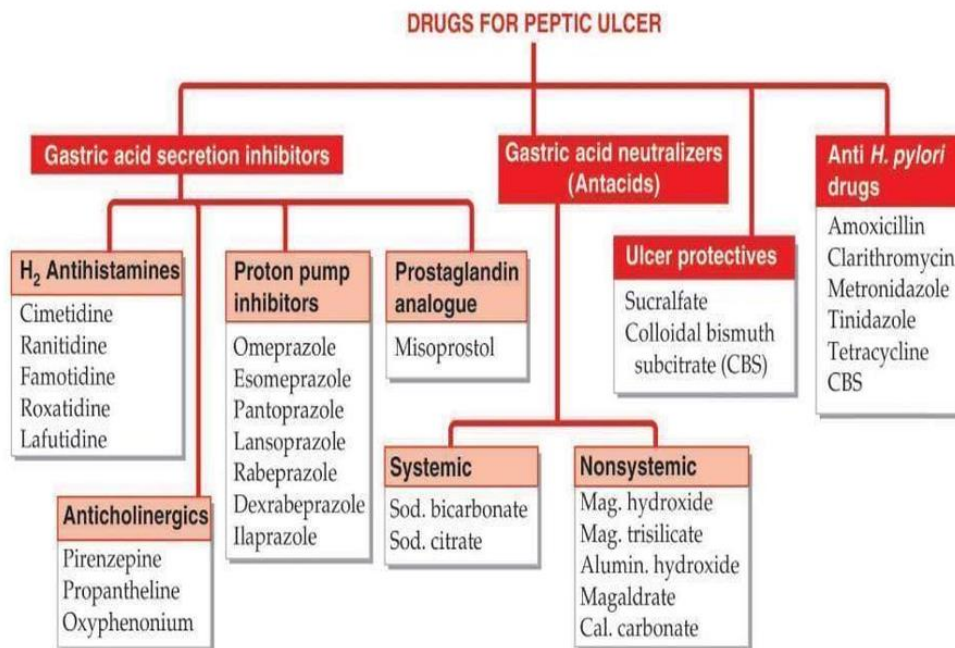 DRUGS FOR PEPTIC ULCER
Gastric acid secretion inhibitors
H₂ Antihistamines
Cimetidine
Ranitidine
Famotidine
Roxatidine
Lafutidine
Anticholinergics
Pirenzepine
Propantheline
Oxyphenonium
Proton pump
inhibitors
Omeprazole
Esomeprazole
Pantoprazole
Lansoprazole
Rabeprazole
Dexrabeprazole
Ilaprazole
Prostaglandin
analogue
Misoprostol
Gastric acid neutralizers
(Antacids)
Systemic
Sod. bicarbonate
Sod. citrate
Nonsystemic
Mag. hydroxide
Mag. trisilicate
Alumin. hydroxide
Magaldrate
Cal. carbonate
Ulcer protectives
Sucralfate
Colloidal bismuth
subcitrate (CBS)
Anti H. pylori
drugs
Amoxicillin
Clarithromycin
Metronidazole
Tinidazole
Tetracycline
CBS